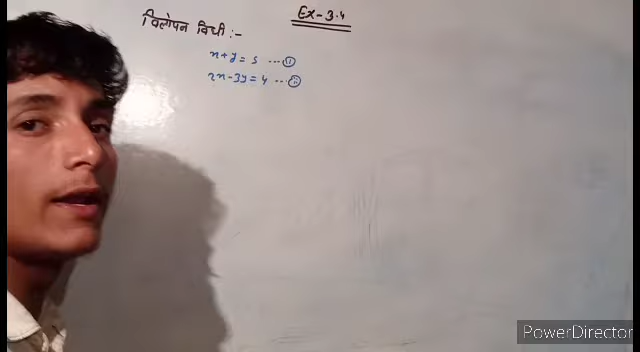 Ex-3.4
विलोपन विधी :-
x+y=5 ...①
2x-3y=4 ...②
PowerDirector